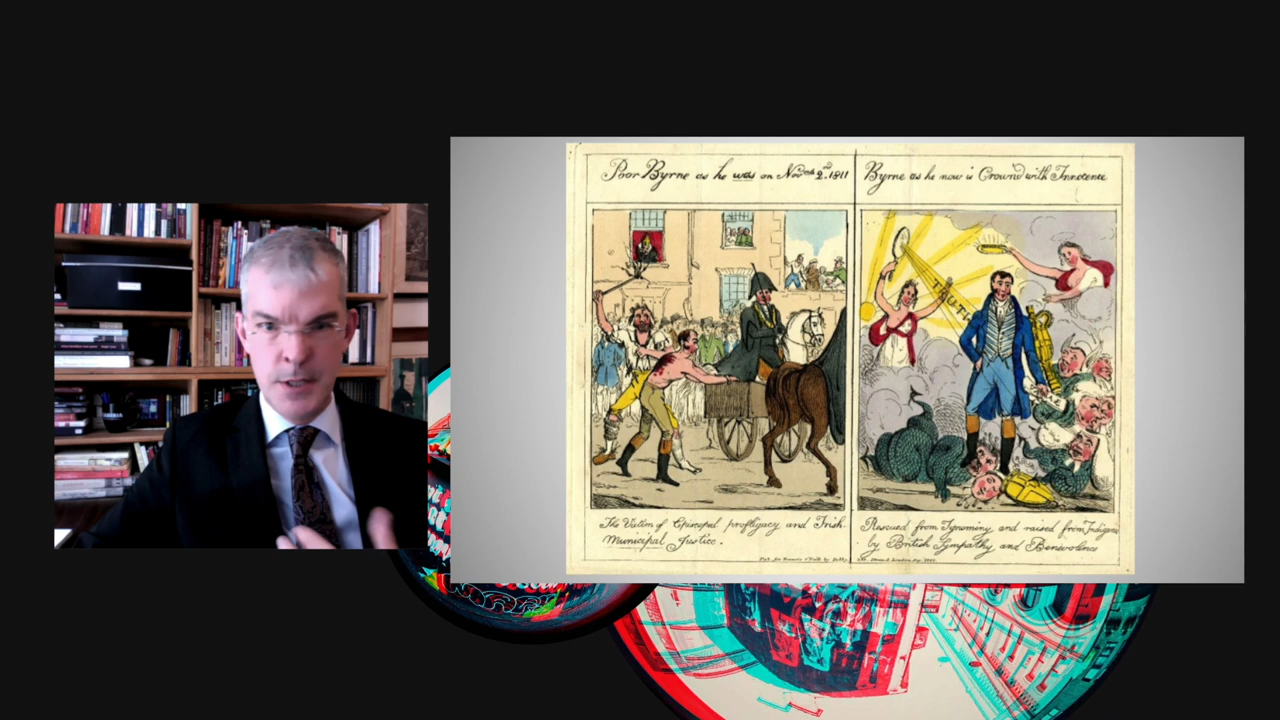 Poor Byrne as he was on Novr 2nd. 1811
Byrne as he now is Crown'd with Innocence
TRUTH
The Victim of Episcopal profligacy and Irish
Municipal Justice.
Rescued from Ignominy and raised from Indigence
by British Sympathy and Benevolence